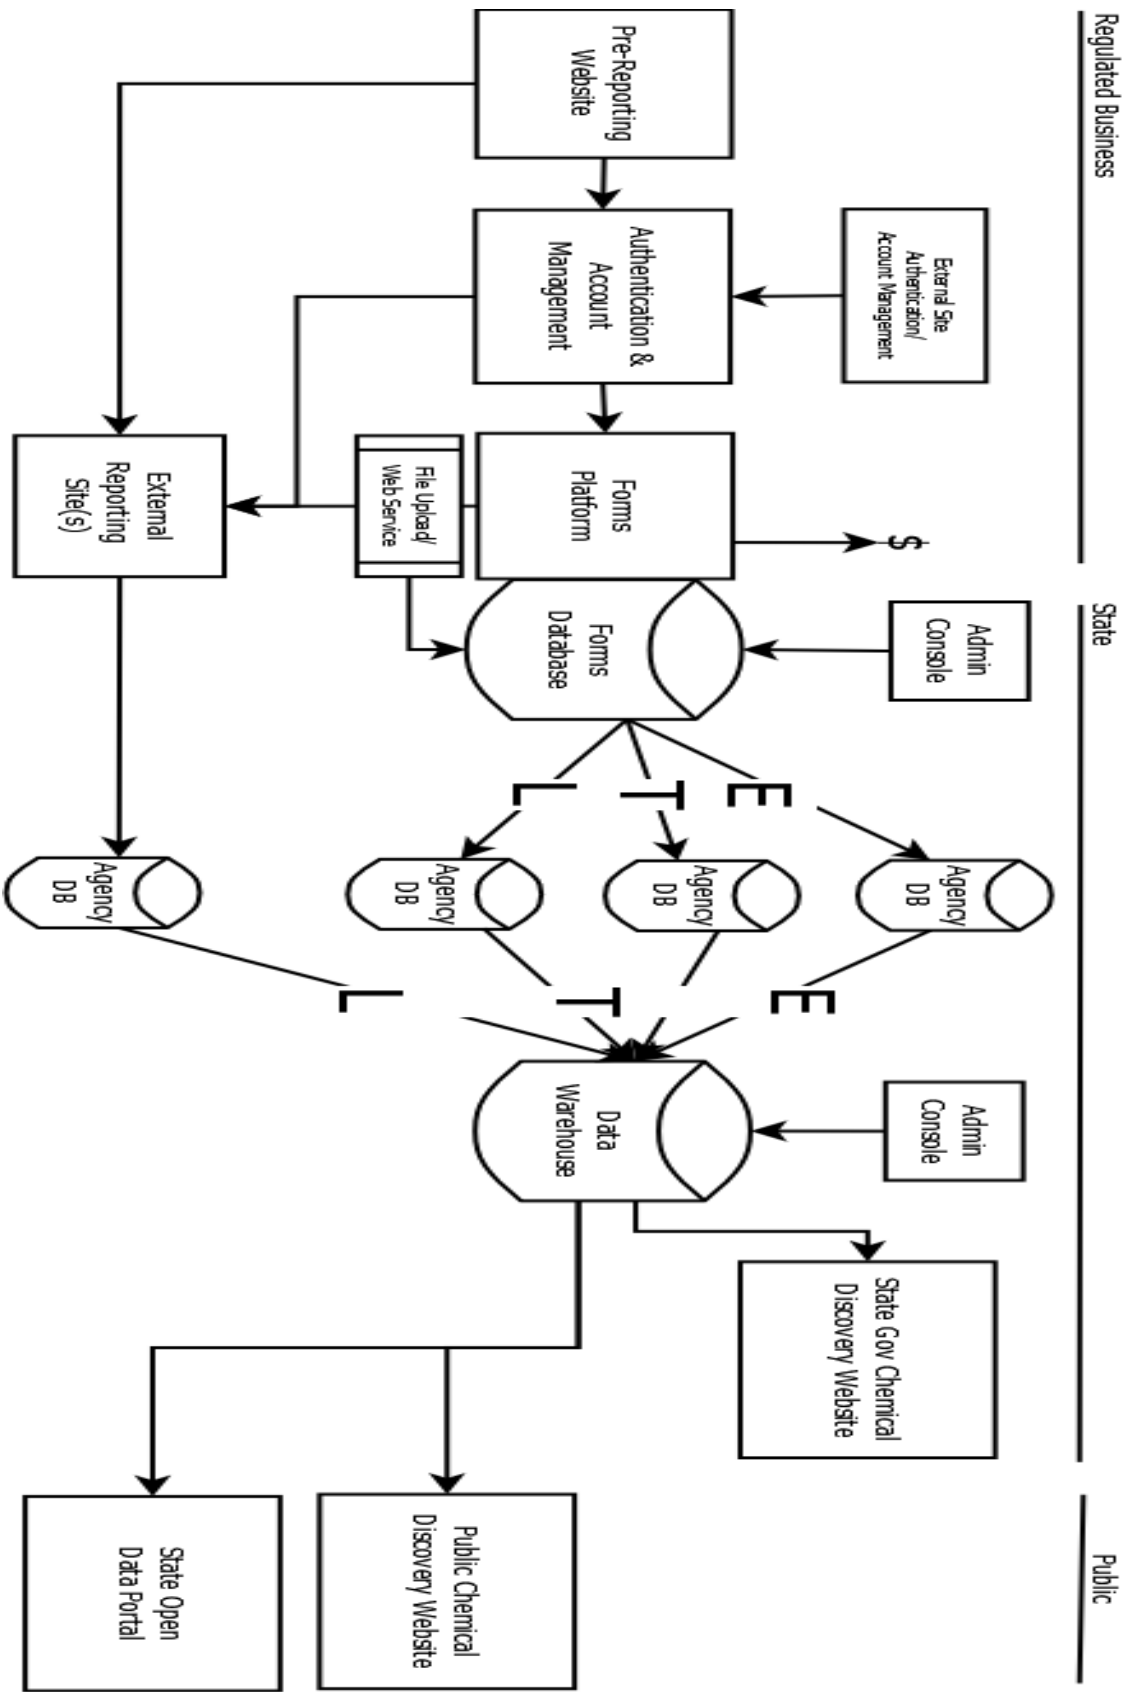 Regulated Business
State
Public
External Site
Authentication/
Account Management
$
Admin
Console
Admin
Console
State Gov Chemical
Discovery Website
Pre-Reporting
Website
Authentication &
Account
Management
Forms
Platform
Forms
Database
E
T
L
Agency
DB
Agency
DB
Agency
DB
E
T
L
Data
Warehouse
File Upload/
Web Service
Public Chemical
Discovery Website
External
Reporting
Site(s)
Agency
DB
State Open
Data Portal